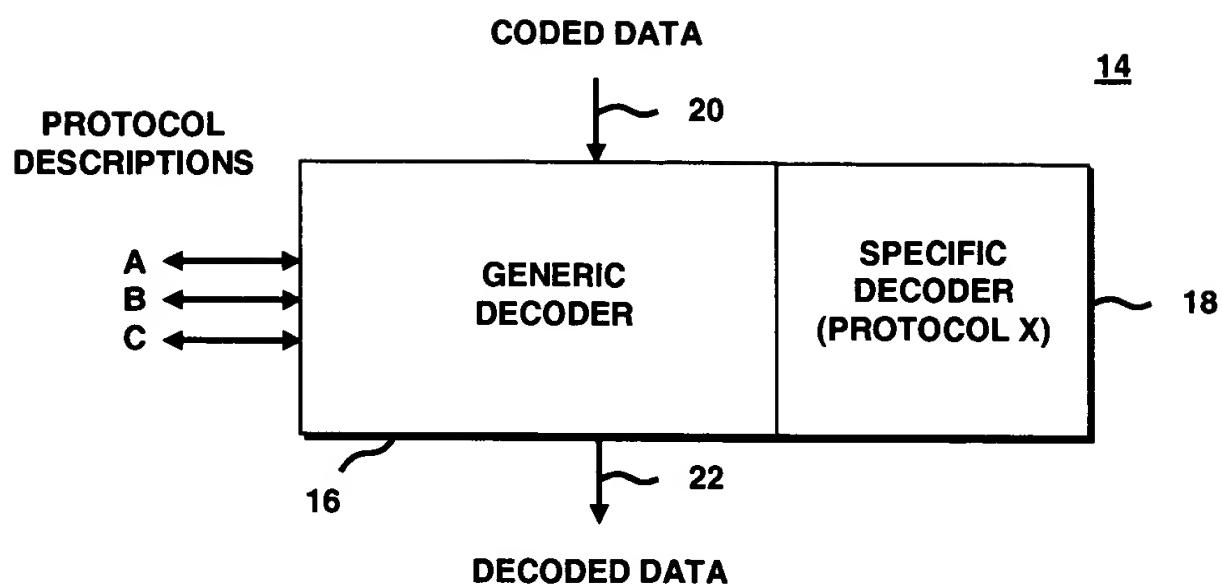 CODED DATA
14
20
PROTOCOL
DESCRIPTIONS
A
B
C
GENERIC
DECODER
SPECIFIC
DECODER
(PROTOCOL X)
18
16
22
DECODED DATA